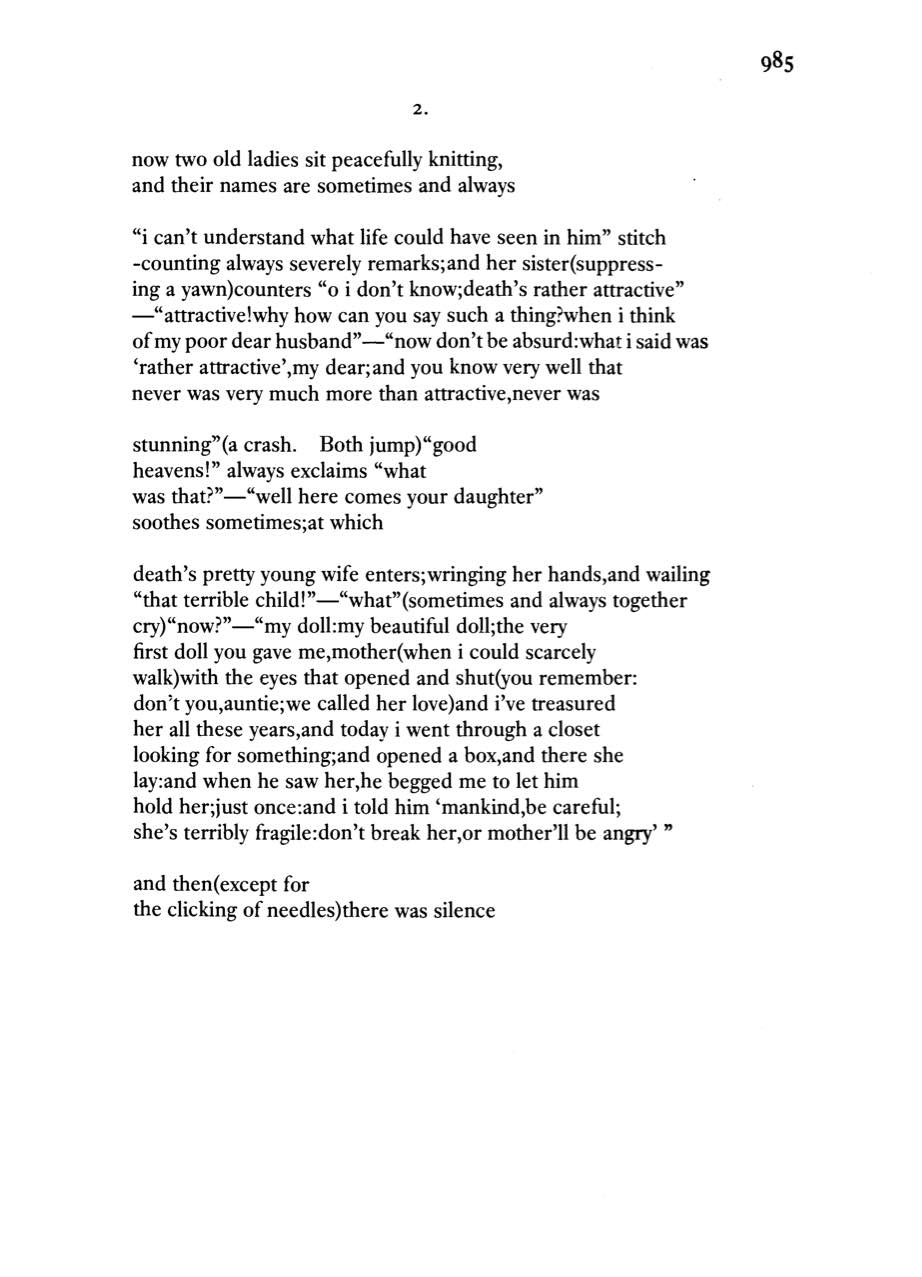 985
2.
now two old ladies sit peacefully knitting,
and their names are sometimes and always
“i can’t understand what life could have seen in him” stitch
-counting always severely remarks;and her sister(suppress-
ing a yawn)counters “o i don’t know;death’s rather attractive”
—“attractive!why how can you say such a thing?when i think
of my poor dear husband”—“now don’t be absurd:what i said was
‘rather attractive’,my dear;and you know very well that
never was very much more than attractive,never was
stunning”(a crash. Both jump)“good
heavens!” always exclaims “what
was that?”—“well here comes your daughter”
soothes sometimes;at which
death’s pretty young wife enters;wringing her hands,and wailing
“that terrible child!”—“what”(sometimes and always together
cry)“now?”—“my doll:my beautiful doll;the very
first doll you gave me,mother(when i could scarcely
walk)with the eyes that opened and shut(you remember:
don’t you,auntie;we called her love)and i’ve treasured
her all these years,and today i went through a closet
looking for something;and opened a box,and there she
lay:and when he saw her,he begged me to let him
hold her;just once:and i told him ‘mankind,be careful;
she’s terribly fragile:don’t break her,or mother’ll be angry’ ”
and then(except for
the clicking of needles)there was silence